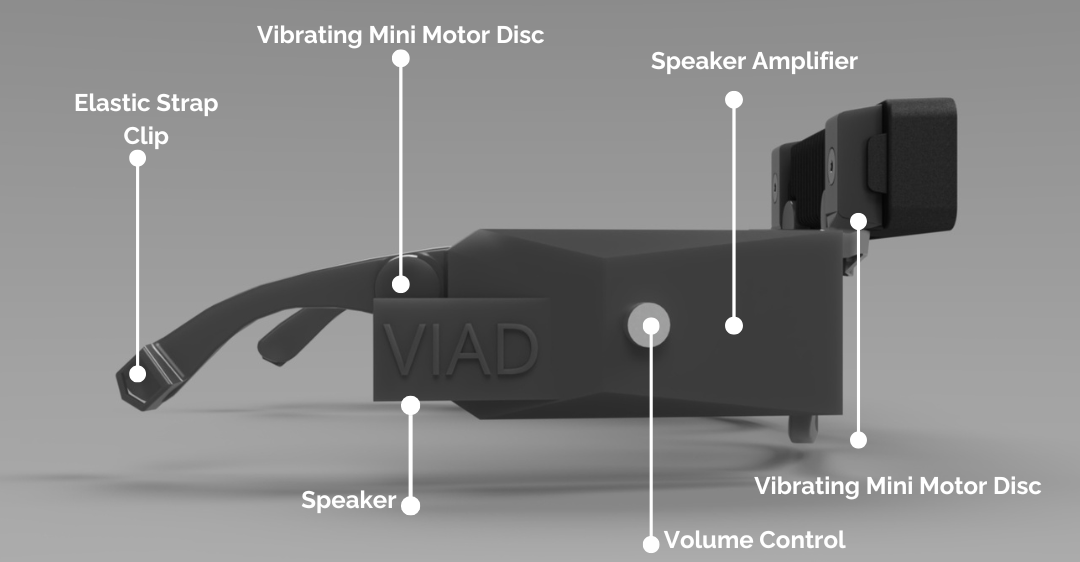 Vibrating Mini Motor Disc
Speaker Amplifier
Elastic Strap
Clip
VIAD
Vibrating Mini Motor Disc
Speaker
Volume Control